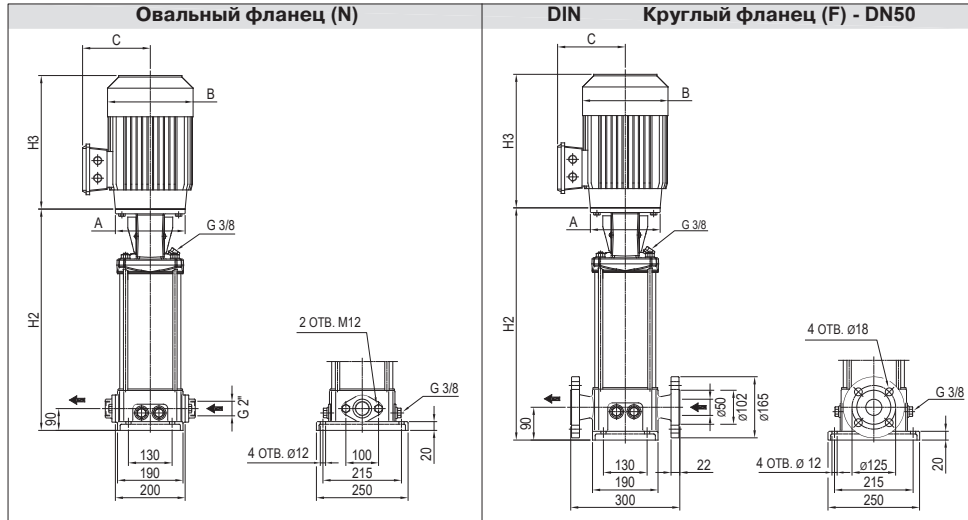 Овальный фланец (N)
DIN Круглый фланец (F) - DN50
C
B
H3
A
G 3/8
H2
2 ОТВ. М12
G 3/8
G 2"
90
130
190
200
4 ОТВ. Ø12
100
215
250
20
C
B
H3
A
G 3/8
H2
4 ОТВ. Ø18
G 3/8
Ø50
Ø102
Ø165
90
130
22
190
300
4 ОТВ. Ø 12
Ø125
215
250
20